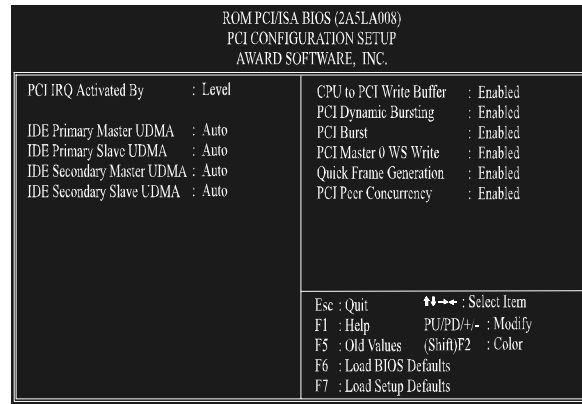 ROM PCI/ISA BIOS (2A5LA008)
PCI CONFIGURATION SETUP
AWARD SOFTWARE, INC.
PCI IRQ Activated By : Level
IDE Primary Master UDMA : Auto
IDE Primary Slave UDMA : Auto
IDE Secondary Master UDMA : Auto
IDE Secondary Slave UDMA : Auto
CPU to PCI Write Buffer : Enabled
PCI Dynamic Bursting : Enabled
PCI Burst : Enabled
PCI Master 0 WS Write : Enabled
Quick Frame Generation : Enabled
PCI Peer Concurrency : Enabled
Esc : Quit ↑↓→← : Select Item
F1 : Help PU/PD/+/- : Modify
F5 : Old Values (Shift)F2 : Color
F6 : Load BIOS Defaults
F7 : Load Setup Defaults